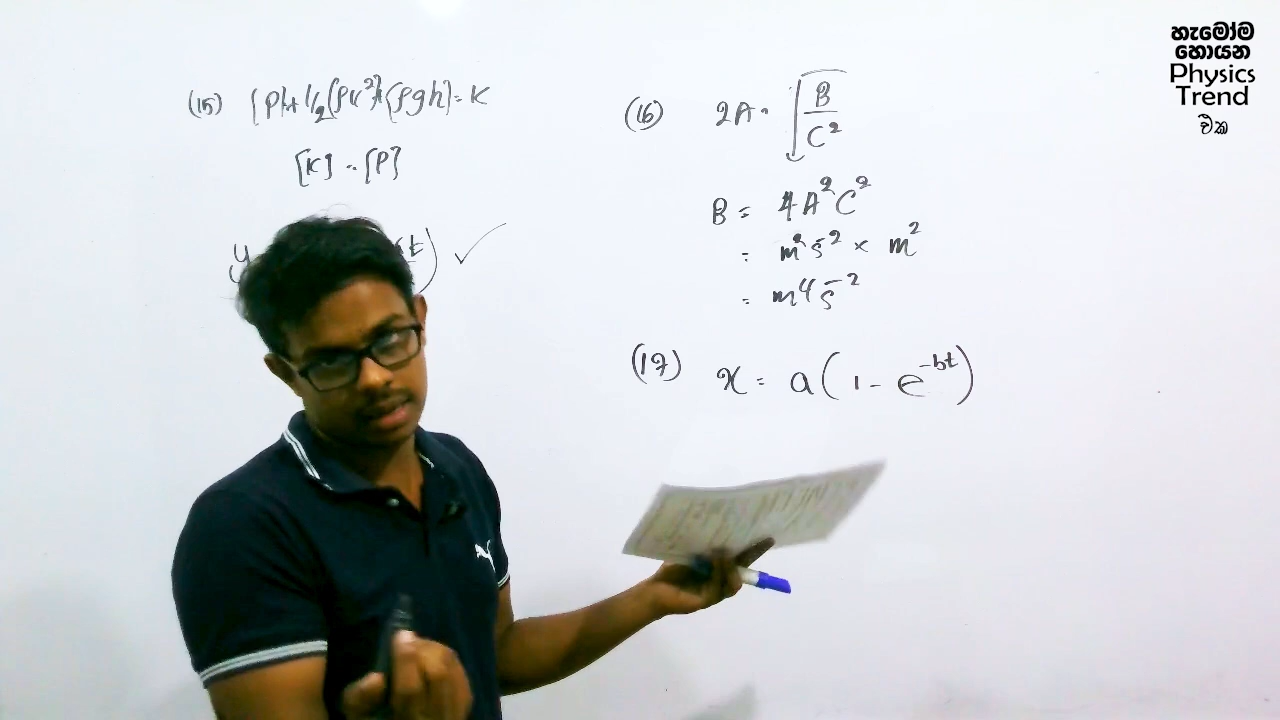 (15) [P] + 1/2 [ρv²] + [ρgh] = K
[K] = [P]
y
t)
(16) 2A = √(B/C²)
B = 4A²C²
= m²s⁻² × m²
= m⁴s⁻²
(17) x = a(1 - e^-bt)
හැමෝම
හොයන
Physics
Trend
එක